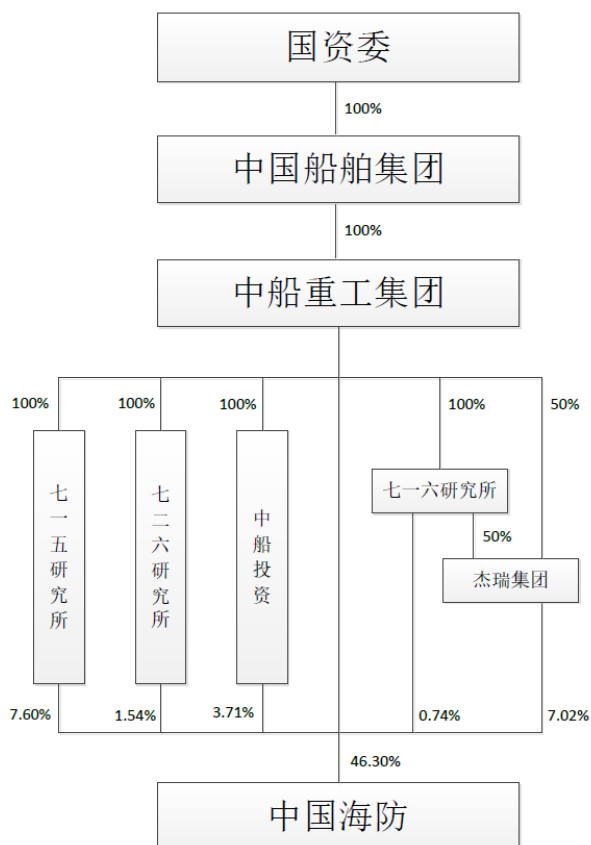 国资委
100%
中国船舶集团
100%
中船重工集团
100%
100%
100%
100%
50%
七一五研究所
七二六研究所
中船投资
七一六研究所
50%
杰瑞集团
7.60%
1.54%
3.71%
0.74%
7.02%
46.30%
中国海防